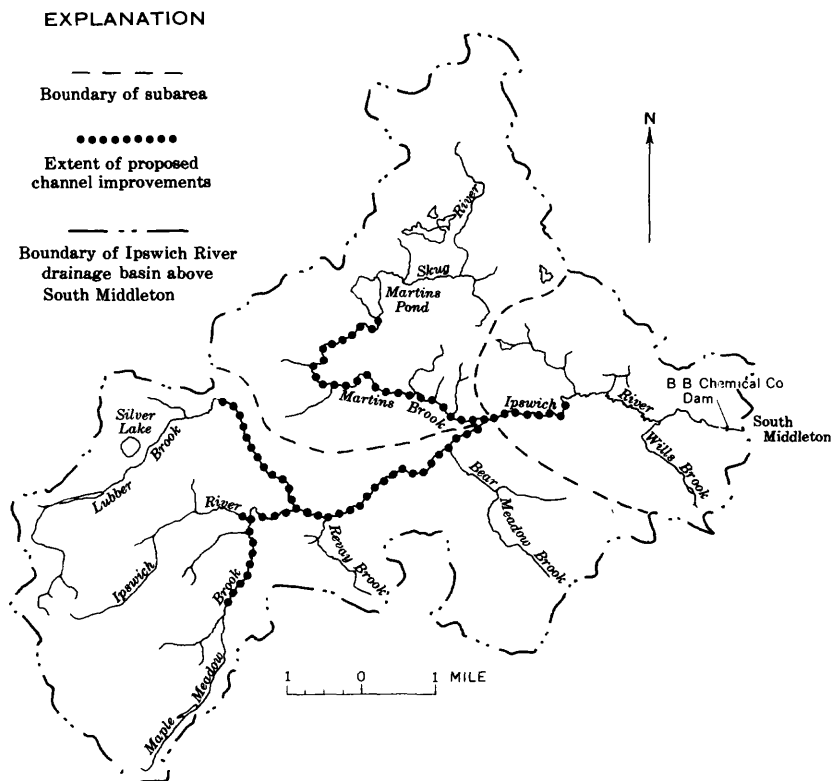 EXPLANATION
Boundary of subarea
Extent of proposed
channel improvements
Boundary of Ipswich River
drainage basin above
South Middleton
N
River
Skug
Martins
Pond
Martins
Brook
Ipswich
River
B B Chemical Co
Dam
South
Middleton
Wills Brook
Silver
Lake
Brook
Lubber
River
Ipswich
Bear
Meadow
Brook
Revay Brook
Brook
Meadow
Maple
1 0 1 MILE